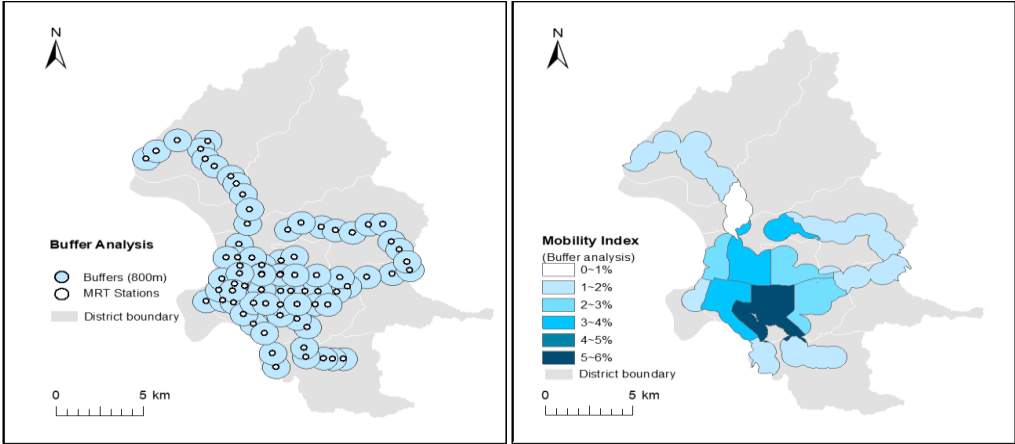 N
Buffer Analysis
Buffers (800m)
MRT Stations
District boundary
0 5 km
N
Mobility Index
(Buffer analysis)
0~1%
1~2%
2~3%
3~4%
4~5%
5~6%
District boundary
0 5 km